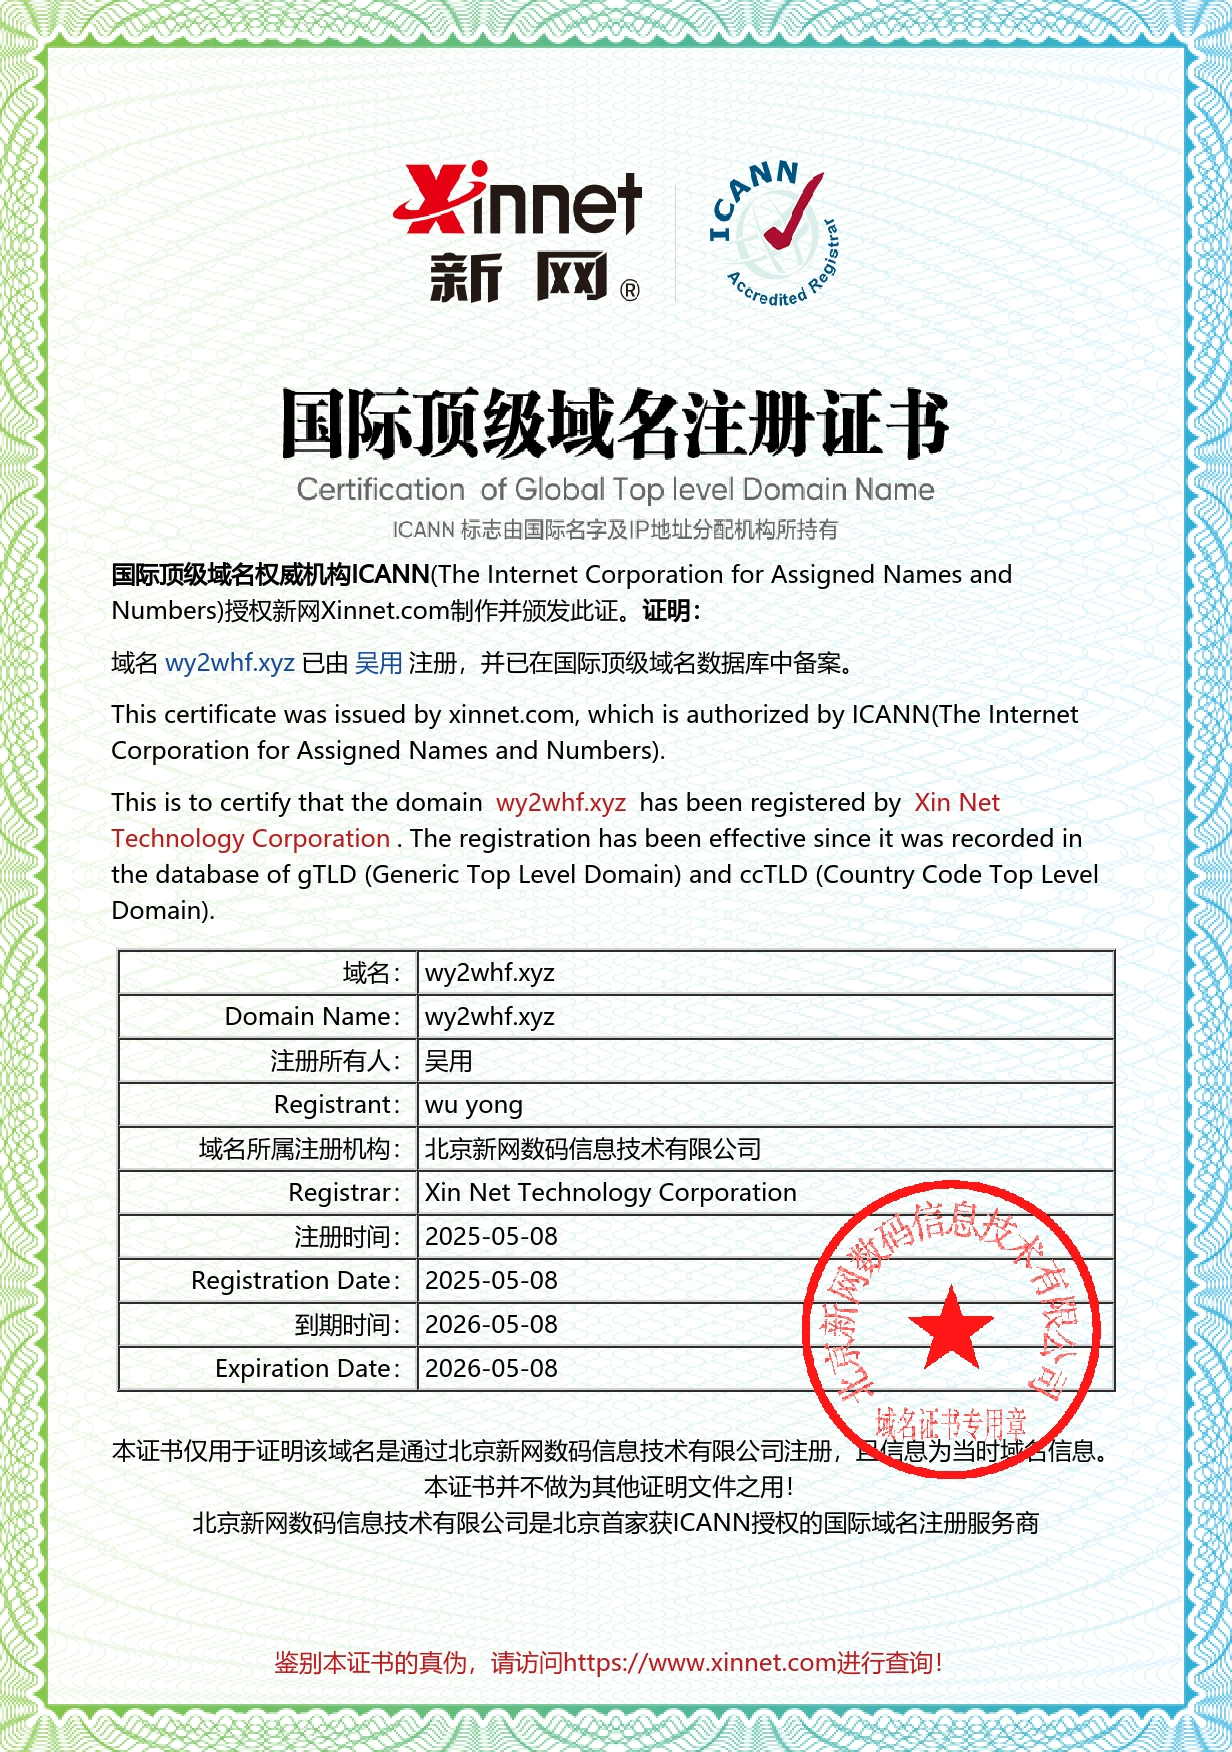 Xinnet
新网®
ICANN
Accredited Registrar
国际顶级域名注册证书
Certification of Global Top level Domain Name
ICANN 标志由国际名字及IP地址分配机构所持有
国际顶级域名权威机构ICANN(The Internet Corporation for Assigned Names and
Numbers)授权新网Xinnet.com制作并颁发此证。证明：
域名 wy2whf.xyz 已由 吴用 注册，并已在国际顶级域名数据库中备案。
This certificate was issued by xinnet.com, which is authorized by ICANN(The Internet
Corporation for Assigned Names and Numbers).
This is to certify that the domain wy2whf.xyz has been registered by Xin Net
Technology Corporation . The registration has been effective since it was recorded in
the database of gTLD (Generic Top Level Domain) and ccTLD (Country Code Top Level
Domain).
域名： wy2whf.xyz
Domain Name： wy2whf.xyz
注册所有人： 吴用
Registrant： wu yong
域名所属注册机构： 北京新网数码信息技术有限公司
Registrar： Xin Net Technology Corporation
注册时间： 2025-05-08
Registration Date： 2025-05-08
到期时间： 2026-05-08
Expiration Date： 2026-05-08
北京新网数码信息技术有限公司
域名证书专用章
本证书仅用于证明该域名是通过北京新网数码信息技术有限公司注册，且信息为当时域名信息。
本证书并不做为其他证明文件之用！
北京新网数码信息技术有限公司是北京首家获ICANN授权的国际域名注册服务商
鉴别本证书的真伪，请访问https://www.xinnet.com进行查询！